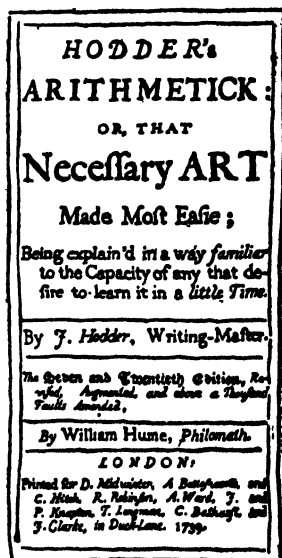 HODDER's
ARITHMETICK:
OR, THAT
Neceſſary ART
Made Moſt Eaſie;
Being explain'd in a way familiar
to the Capacity of any that de-
ſire to learn it in a little Time.
By J. Hodder, Writing-Maſter.
The Seven and Twentieth Edition, Re-
viſed, Augmented, and above a Thouſand
Faults Amended,
By William Hume, Philomath.
LONDON:
Printed for D. Midwinter, A Bettesworth, and
C. Hitch, R. Robinſon, A. Ward, J. and
P. Knapton, T. Longman, C. Bathurſt, and
J. Clarke, in Duck-Lane. 1739.